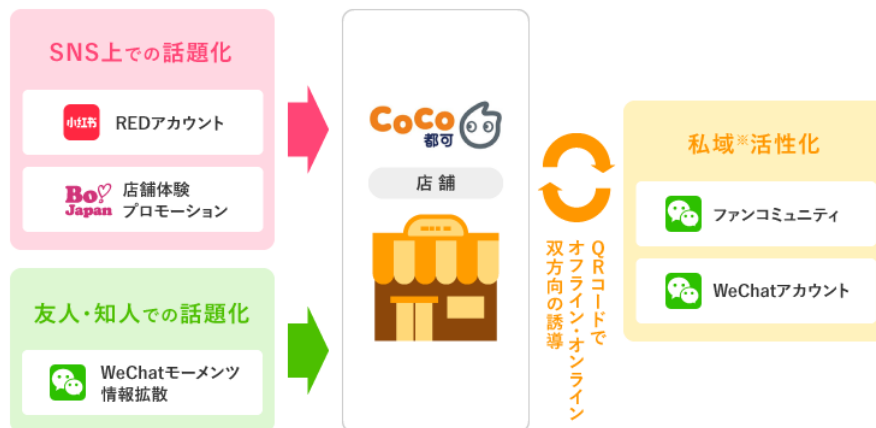 SNS上での話題化
小红书
REDアカウント
Bo
Japan
店舗体験
プロモーション
友人・知人での話題化
WeChatモーメンツ
情報拡散
CoCo
都可
店舗
QRコードで
オフライン・オンライン
双方向の誘導
私域※活性化
ファンコミュニティ
WeChatアカウント